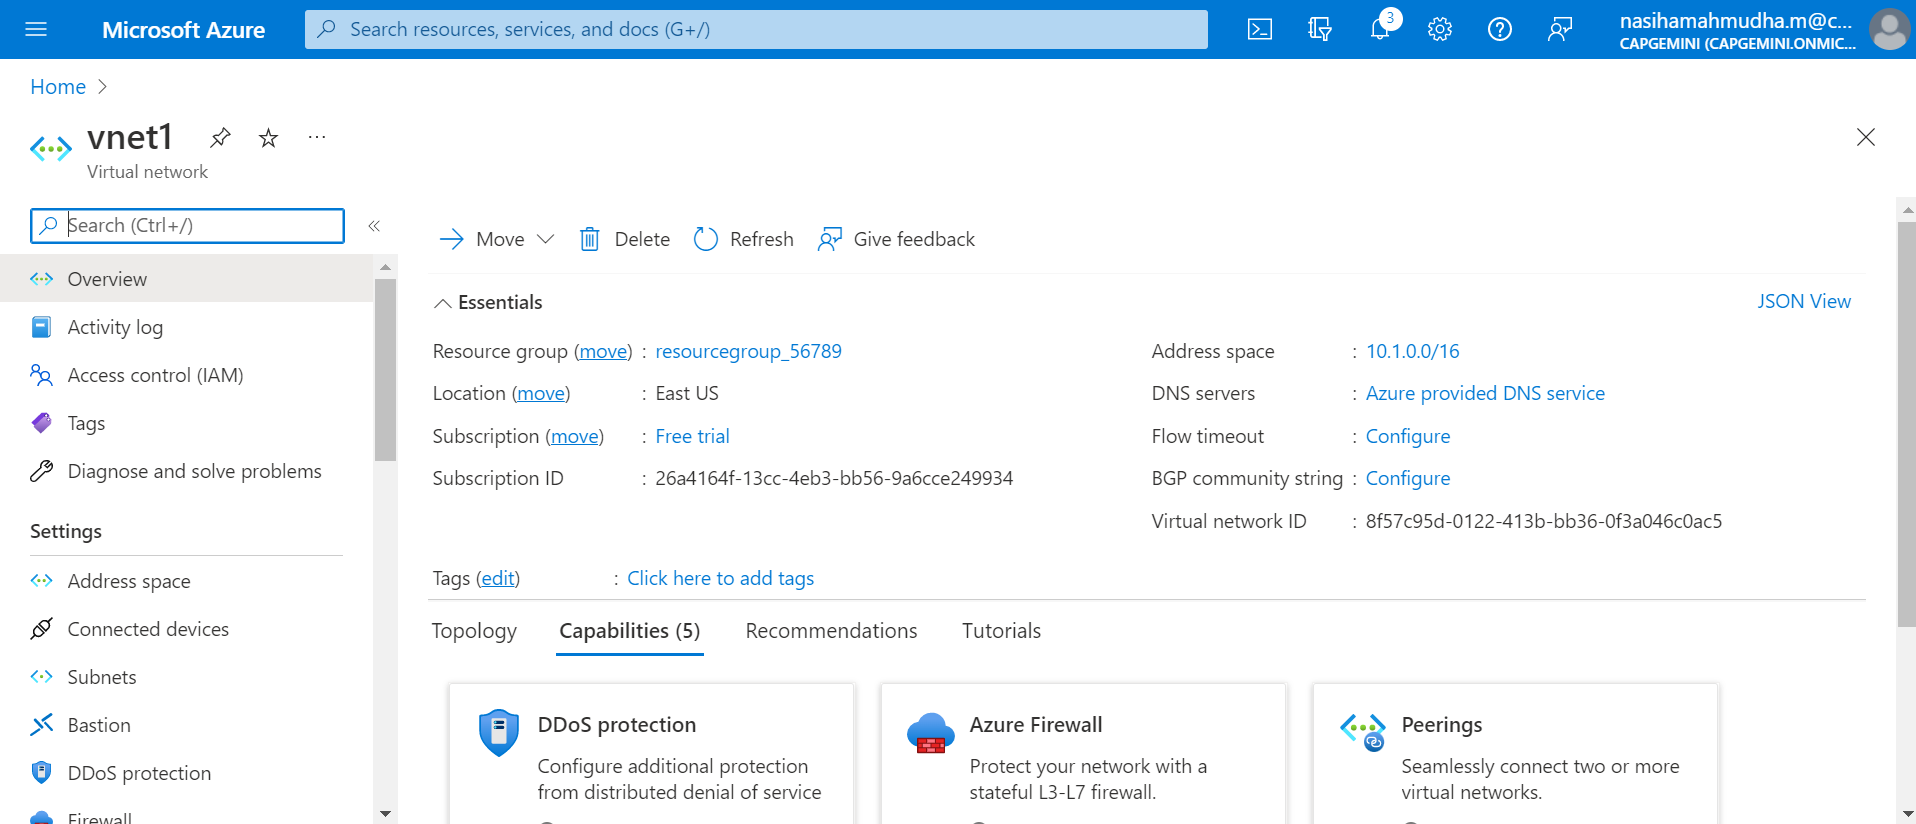 Microsoft Azure
Search resources, services, and docs (G+/)
3
nasihamahmudha.m@c...
CAPGEMINI (CAPGEMINI.ONMIC...
Home
vnet1
Virtual network
Search (Ctrl+/)
Overview
Activity log
Access control (IAM)
Tags
Diagnose and solve problems
Settings
Address space
Connected devices
Subnets
Bastion
DDoS protection
Firewall
Move
Delete
Refresh
Give feedback
Essentials
JSON View
Resource group (move) : resourcegroup_56789
Location (move) : East US
Subscription (move) : Free trial
Subscription ID : 26a4164f-13cc-4eb3-bb56-9a6cce249934
Address space : 10.1.0.0/16
DNS servers : Azure provided DNS service
Flow timeout : Configure
BGP community string : Configure
Virtual network ID : 8f57c95d-0122-413b-bb36-0f3a046c0ac5
Tags (edit) : Click here to add tags
Topology
Capabilities (5)
Recommendations
Tutorials
DDoS protection
Configure additional protection
from distributed denial of service
Azure Firewall
Protect your network with a
stateful L3-L7 firewall.
Peerings
Seamlessly connect two or more
virtual networks.